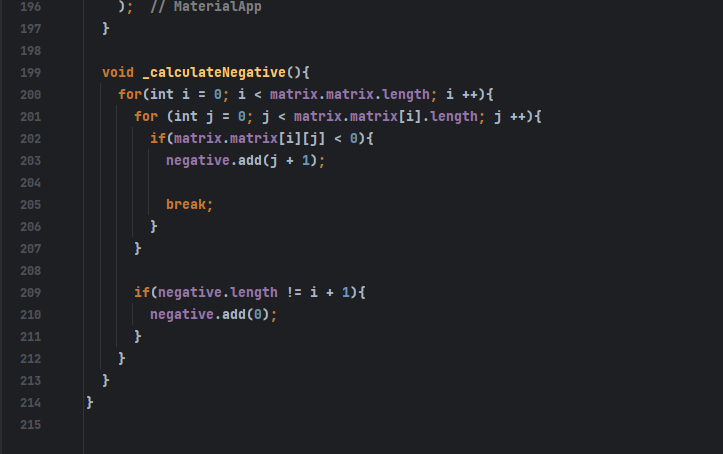 196 ); // MaterialApp
197 }
198
199 void _calculateNegative(){
200 for(int i = 0; i < matrix.matrix.length; i ++){
201 for (int j = 0; j < matrix.matrix[i].length; j ++){
202 if(matrix.matrix[i][j] < 0){
203 negative.add(j + 1);
204
205 break;
206 }
207 }
208
209 if(negative.length != i + 1){
210 negative.add(0);
211 }
212 }
213 }
214 }
215